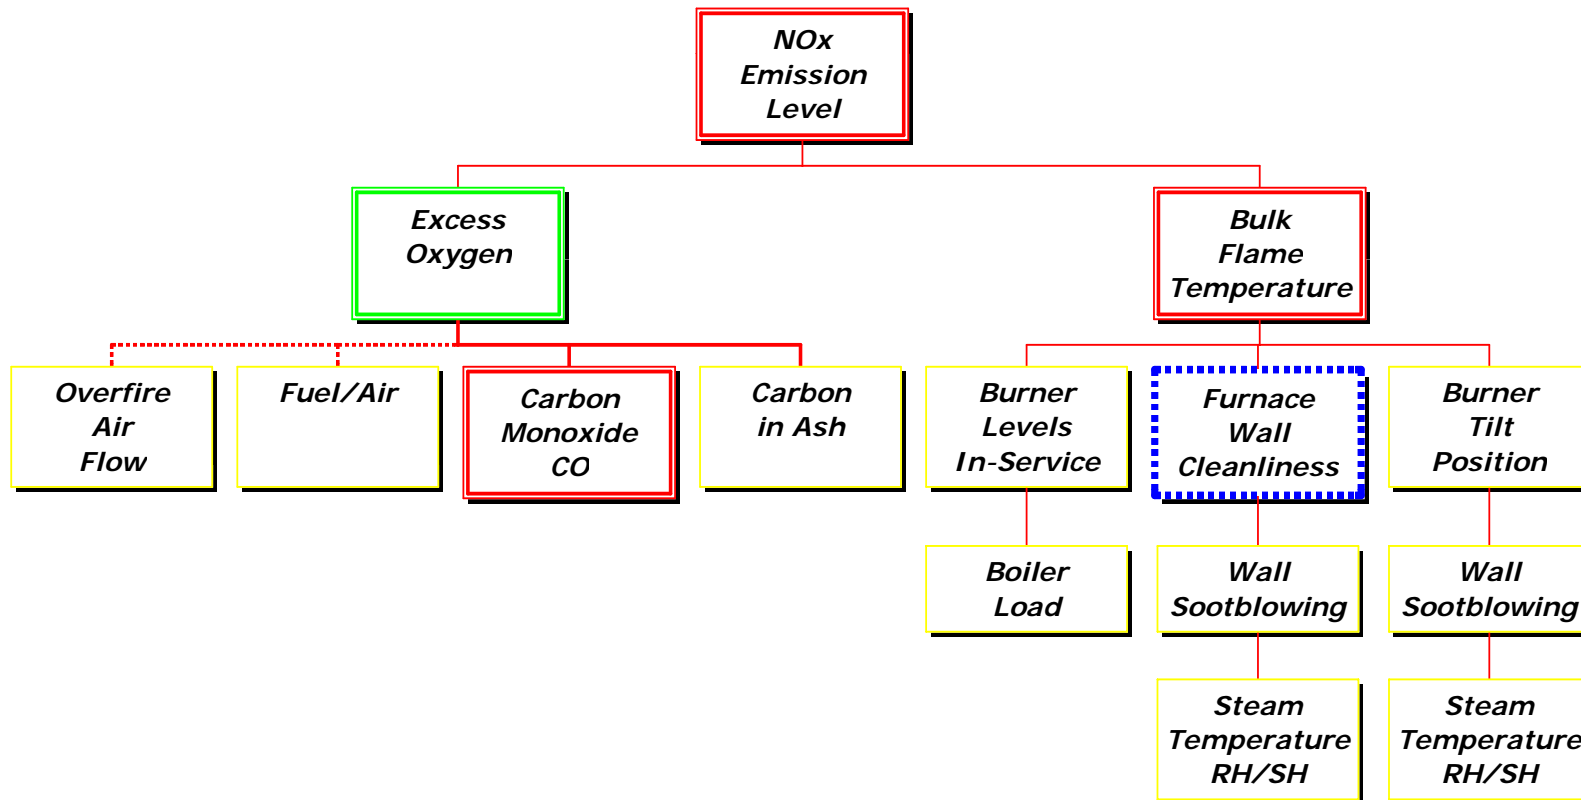 NOx
Emission
Level
Excess
Oxygen
Bulk
Flame
Temperature
Overfire
Air
Flow
Fuel/Air
Carbon
Monoxide
CO
Carbon
in Ash
Burner
Levels
In-Service
Furnace
Wall
Cleanliness
Burner
Tilt
Position
Boiler
Load
Wall
Sootblowing
Wall
Sootblowing
Steam
Temperature
RH/SH
Steam
Temperature
RH/SH